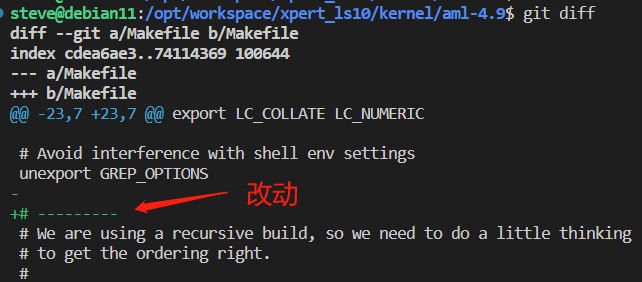 steve@debian11:/opt/workspace/xpert_ls10/kernel/aml-4.9$ git diff
diff --git a/Makefile b/Makefile
index cdea6ae3..74114369 100644
--- a/Makefile
+++ b/Makefile
@@ -23,7 +23,7 @@ export LC_COLLATE LC_NUMERIC
# Avoid interference with shell env settings
unexport GREP_OPTIONS
-
改动
+# ---------
# We are using a recursive build, so we need to do a little thinking
# to get the ordering right.
#